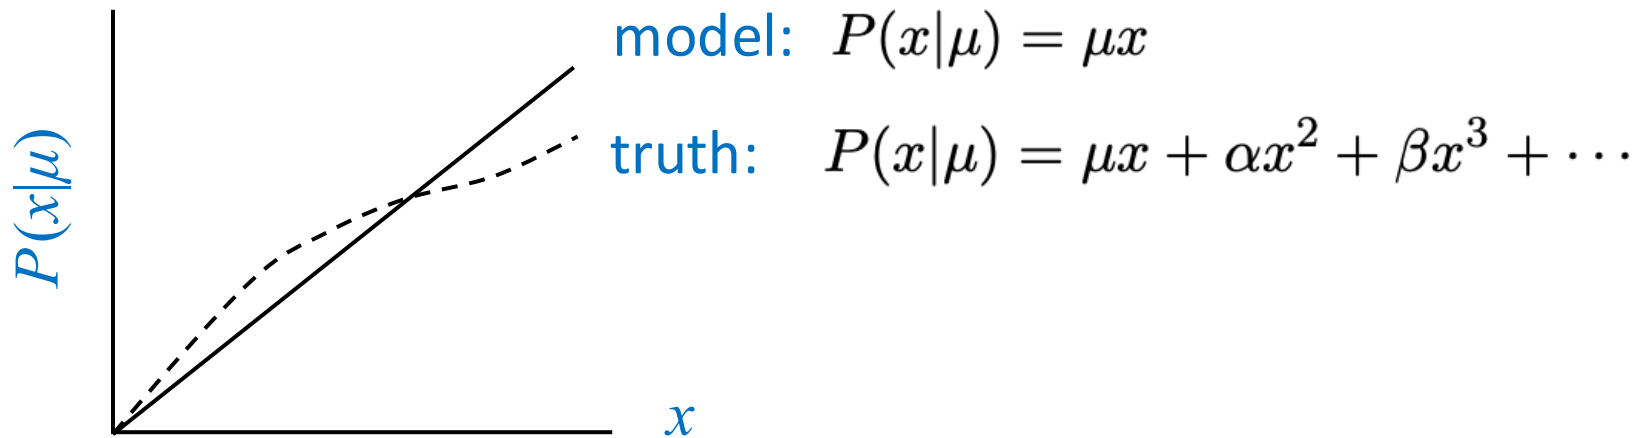 model: P(x|μ) = μx
truth: P(x|μ) = μx + αx² + βx³ + ···
P(x|μ)
x